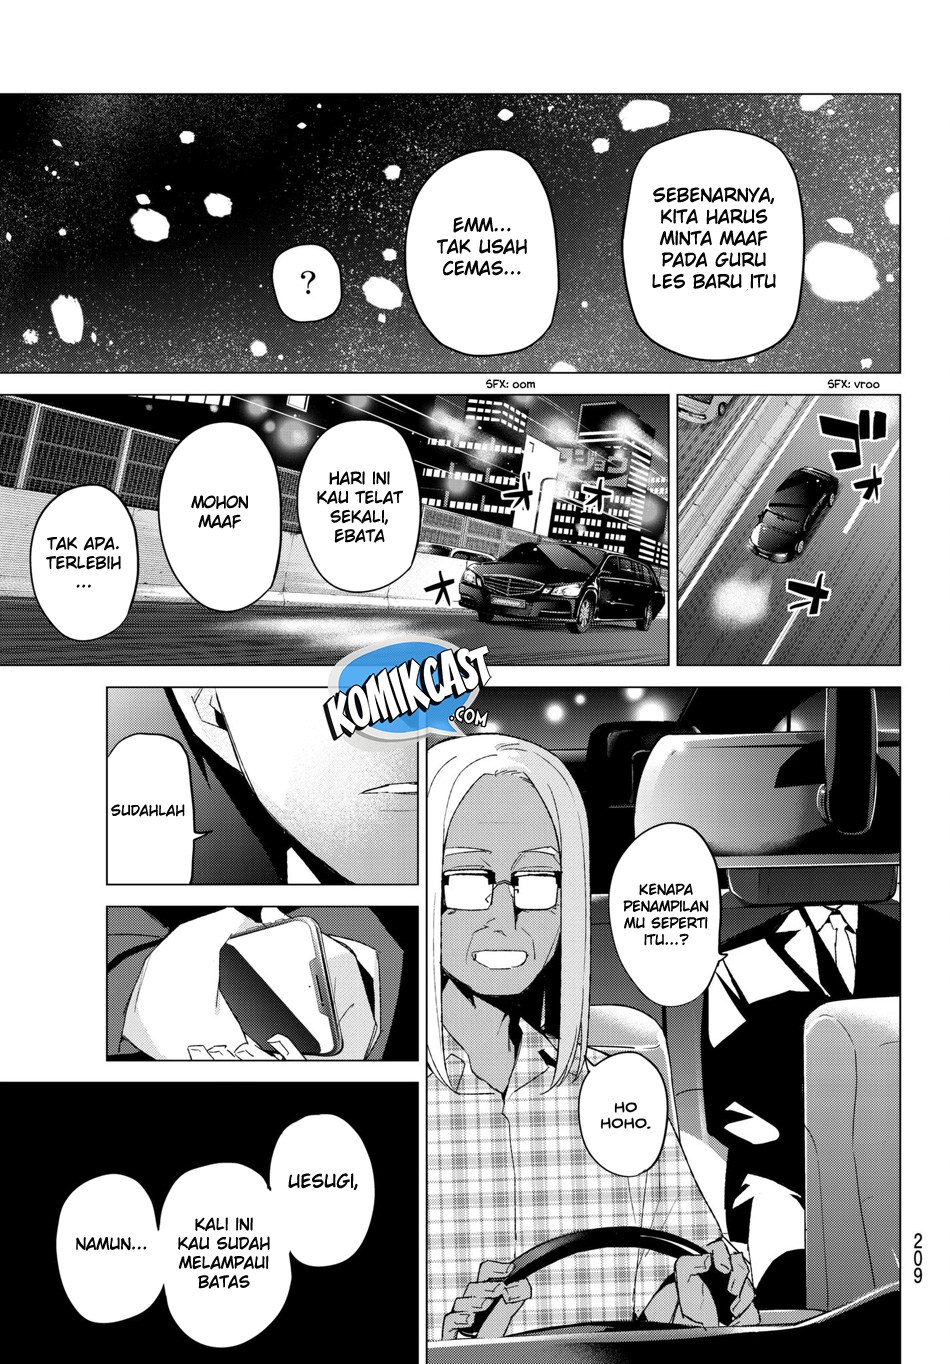 SEBENARNYA,
KITA HARUS
MINTA MAAF
PADA GURU
LES BARU ITU
EMM...
TAK USAH
CEMAS...
?
SFX: vroo
SFX: oom
HARI INI
KAU TELAT
SEKALI,
EBATA
MOHON
MAAF
TAK APA.
TERLEBIH
...
KOMIKCAST
.COM
KENAPA
PENAMPILAN
MU SEPERTI
ITU...?
HO
HOHO.
SUDAHLAH
UESUGI,
KALI INI
KAU SUDAH
MELAMPAUI
BATAS
NAMUN...
209